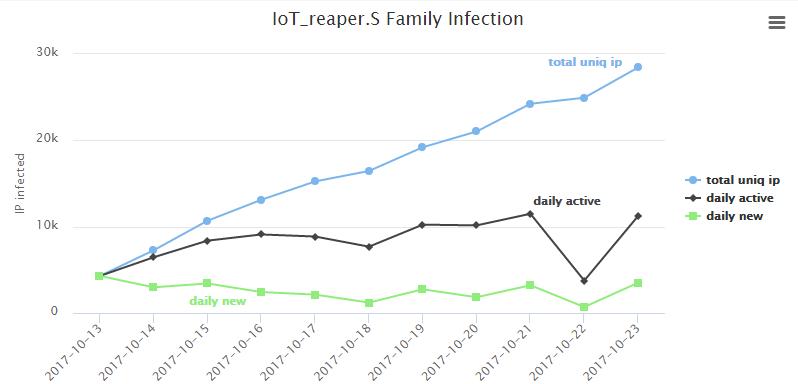 IoT_reaper.S Family Infection
30k
total uniq ip
20k
IP infected
total uniq ip
daily active
daily active
daily new
10k
daily new
0
2017-10-13
2017-10-14
2017-10-15
2017-10-16
2017-10-17
2017-10-18
2017-10-19
2017-10-20
2017-10-21
2017-10-22
2017-10-23